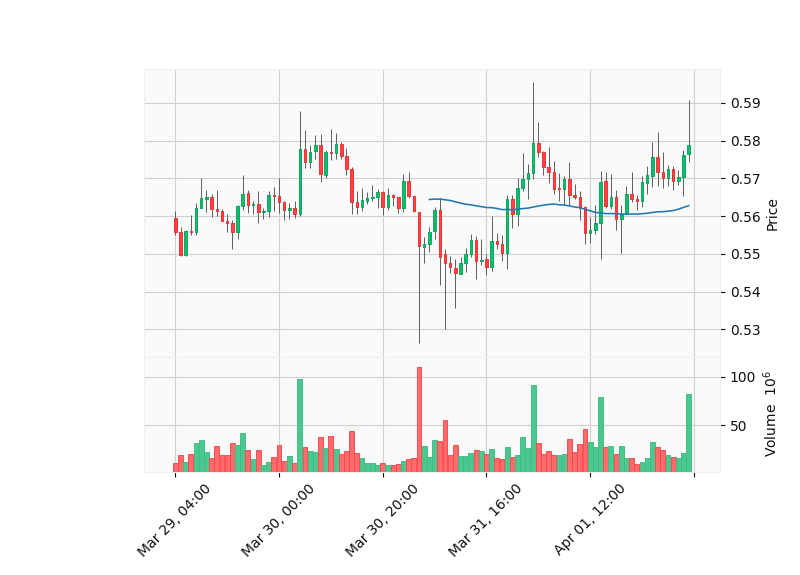 0.59
0.58
0.57
0.56
0.55
0.54
0.53
Price
100
50
Volume 10^6
Mar 29, 04:00
Mar 30, 00:00
Mar 30, 20:00
Mar 31, 16:00
Apr 01, 12:00